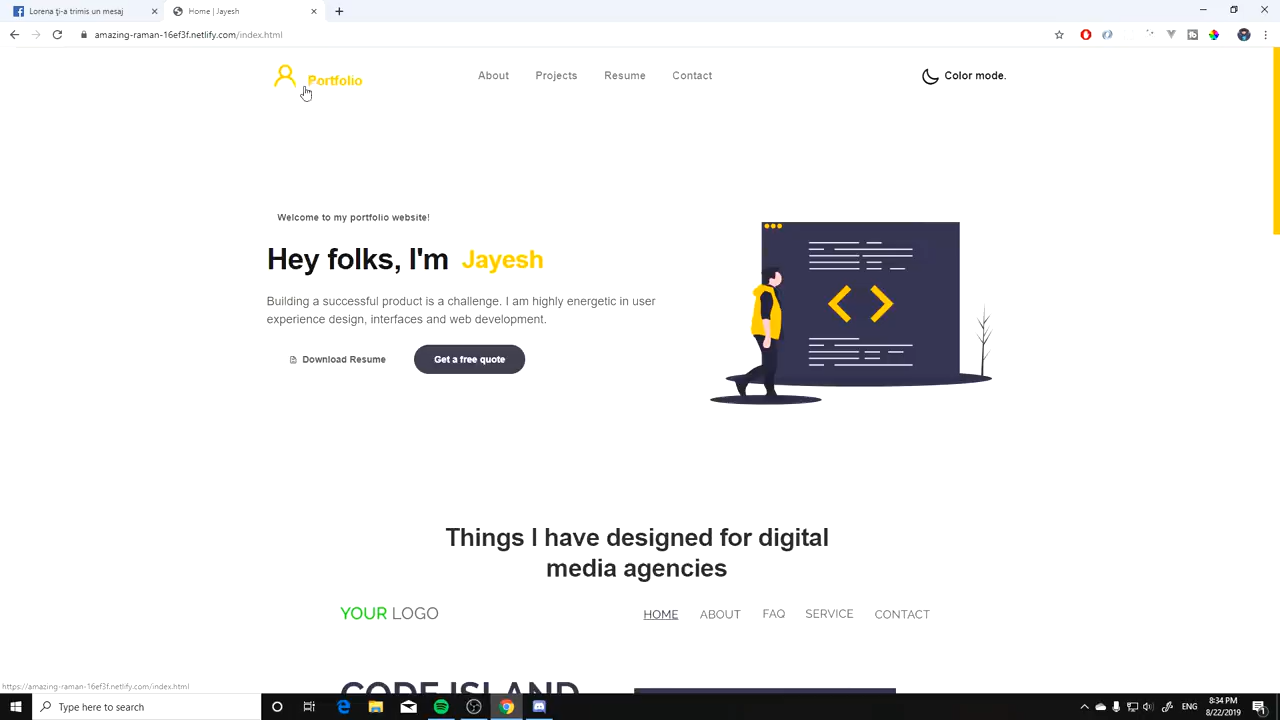 Lorena ți-a trimis un mesaj
Home | Jayesh
amazing-raman-16ef3f.netlify.com/index.html
Portfolio
About
Projects
Resume
Contact
Color mode.
Welcome to my portfolio website!
Hey folks, I'm Jayesh
Building a successful product is a challenge. I am highly energetic in user
experience design, interfaces and web development.
Download Resume
Get a free quote
Things I have designed for digital
media agencies
YOUR LOGO
HOME
ABOUT
FAQ
SERVICE
CONTACT
CODE ISLAND
https://amazing-raman-16ef3f.netlify.com/index.html
Type here to search
ENG
8:34 PM
8/22/2019